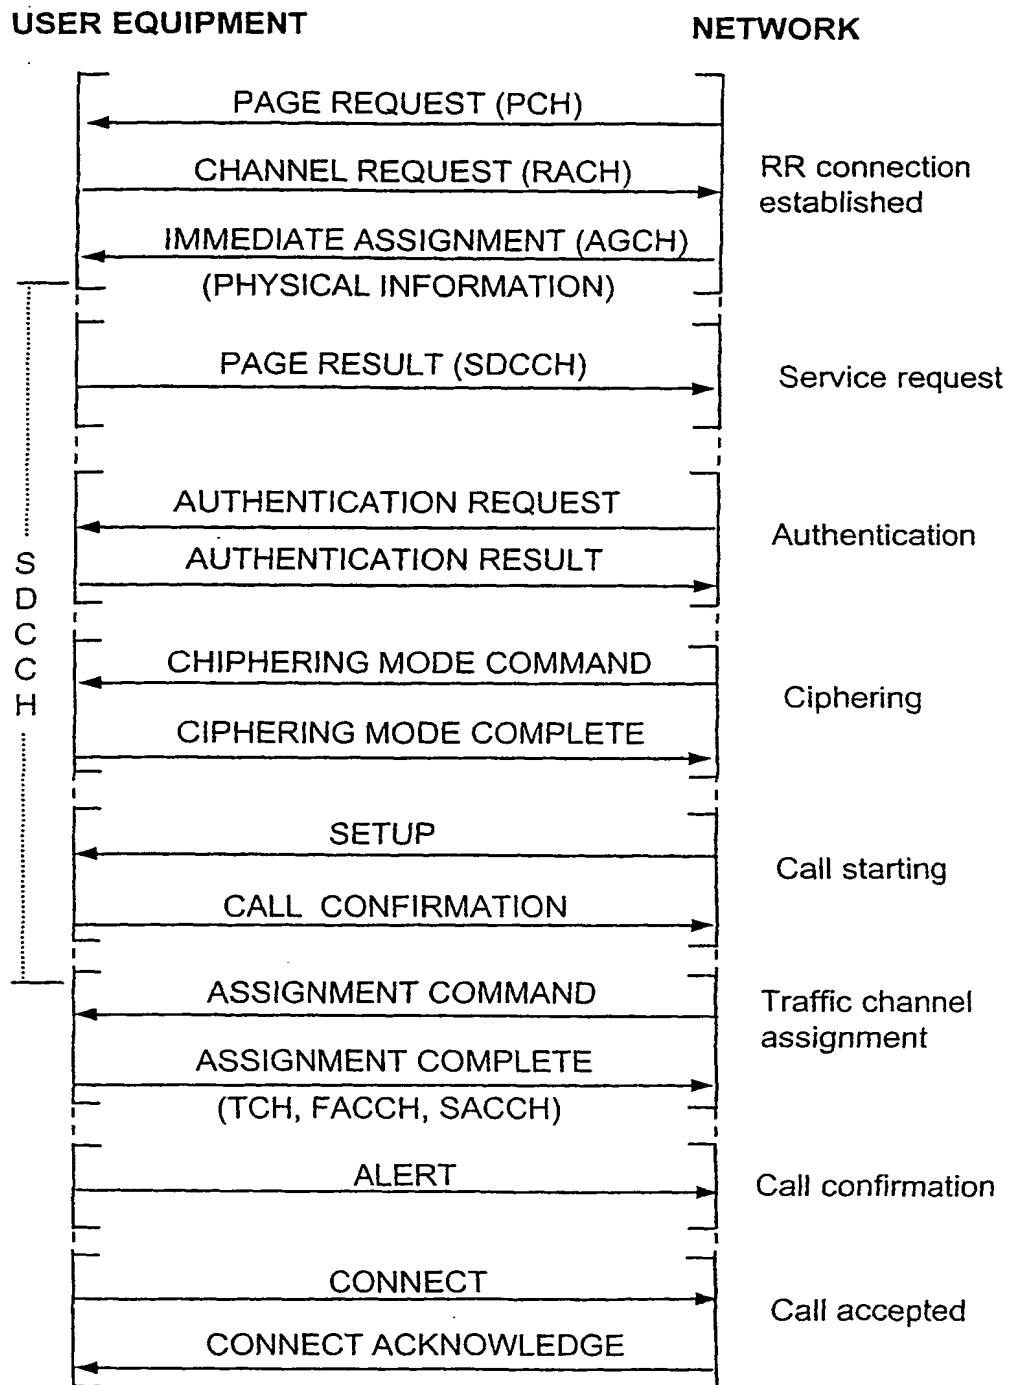 USER EQUIPMENT
NETWORK
PAGE REQUEST (PCH)
CHANNEL REQUEST (RACH)
RR connection
established
IMMEDIATE ASSIGNMENT (AGCH)
(PHYSICAL INFORMATION)
PAGE RESULT (SDCCH)
Service request
AUTHENTICATION REQUEST
Authentication
AUTHENTICATION RESULT
SDCCH
CHIPHERING MODE COMMAND
Ciphering
CIPHERING MODE COMPLETE
SETUP
Call starting
CALL CONFIRMATION
ASSIGNMENT COMMAND
Traffic channel
assignment
ASSIGNMENT COMPLETE
(TCH, FACCH, SACCH)
ALERT
Call confirmation
CONNECT
Call accepted
CONNECT ACKNOWLEDGE